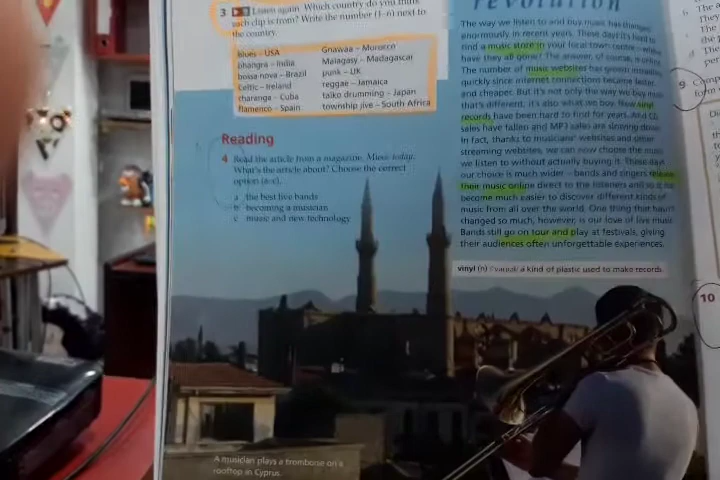 revolution
3 Listen again. Which country do you think
each clip is from? Write the number (1–6) next to
the country.
blues – USA
bhangra – India
bossa nova – Brazil
Celtic – Ireland
charanga – Cuba
flamenco – Spain
Gnawaa – Morocco
Malagasy – Madagascar
punk – UK
reggae – Jamaica
taiko drumming – Japan
township jive – South Africa
Reading
4 Read the article from a magazine, Music today.
What's the article about? Choose the correct
option (a–c).
a the best live bands
b becoming a musician
c music and new technology
The way we listen to and buy music has changed
enormously in recent years. These days it's hard to
find a music store in your local town centre – where
have they all gone? The answer, of course, is online.
The number of music websites has grown
quickly since internet connections became faster
and cheaper. But it's not only the way we buy music
that's different, it's also what we buy. New vinyl
records have been hard to find for years. And CD
sales have fallen and MP3 sales are slowing down.
In fact, thanks to musicians' websites and other
streaming websites, we can now choose the music
we listen to without actually buying it. These days
our choice is much wider – bands and singers release
their music online direct to the listeners and so it has
become much easier to discover different kinds of
music from all over the world. One thing that hasn't
changed so much, however, is our love of live music.
Bands still go on tour and play at festivals, giving
their audiences often unforgettable experiences.
vinyl (n) a kind of plastic used to make records
A musician plays a trombone on a
rooftop in Cyprus.
9
10